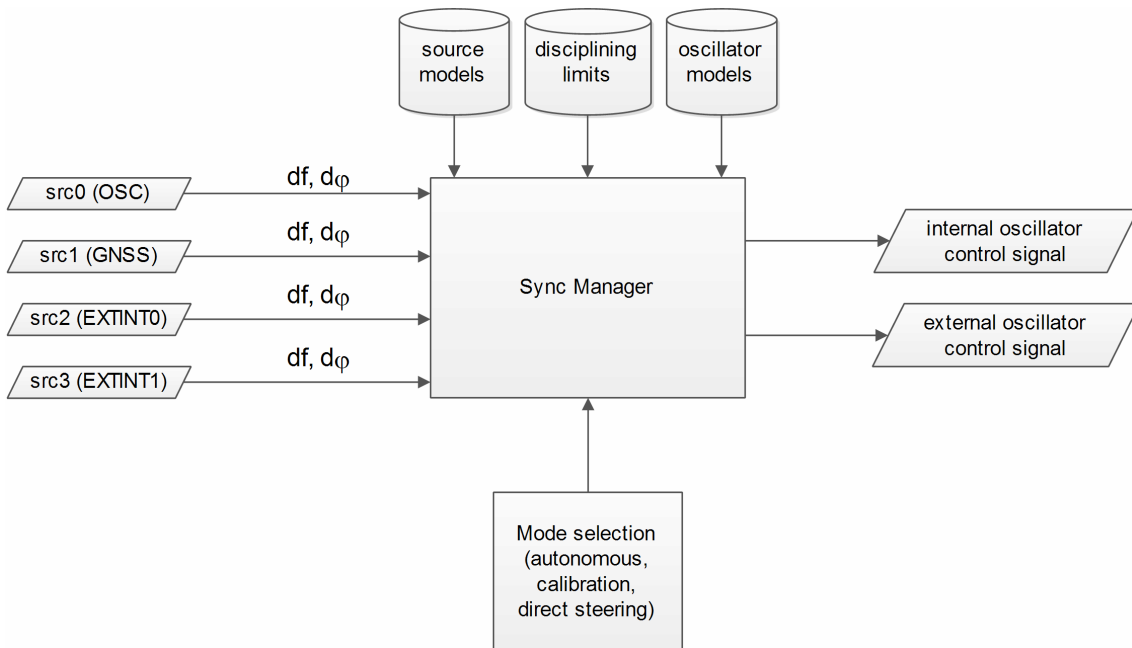 source
models
disciplining
limits
oscillator
models
src0 (OSC)
df, dφ
src1 (GNSS)
df, dφ
src2 (EXTINT0)
df, dφ
src3 (EXTINT1)
df, dφ
Sync Manager
internal oscillator
control signal
external oscillator
control signal
Mode selection
(autonomous,
calibration,
direct steering)